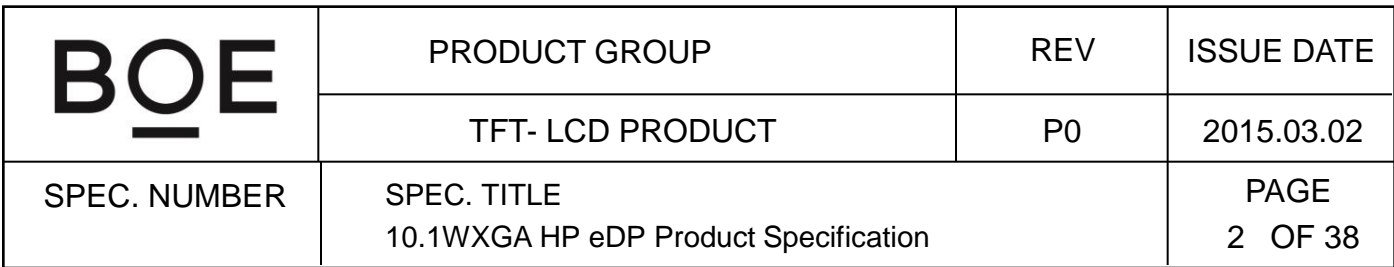 BOE
PRODUCT GROUP
REV
ISSUE DATE
TFT- LCD PRODUCT
P0
2015.03.02
SPEC. NUMBER
SPEC. TITLE
10.1WXGA HP eDP Product Specification
PAGE
2 OF 38